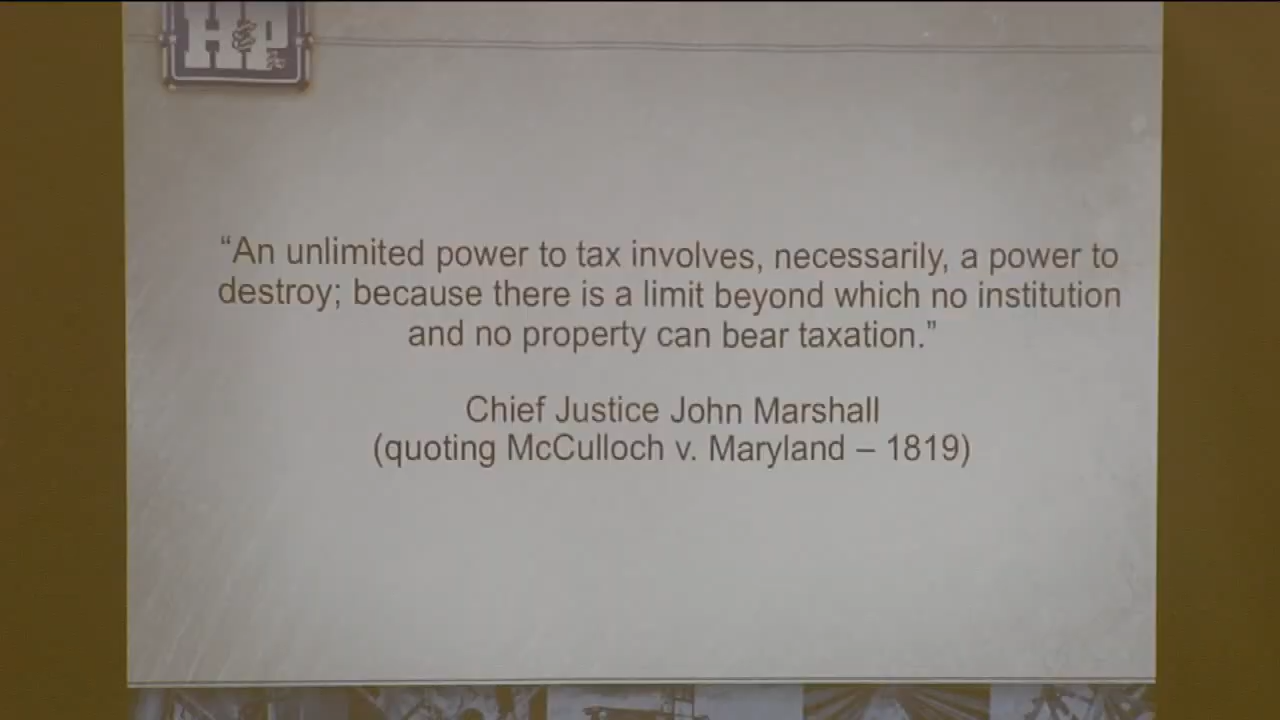 H&P
“An unlimited power to tax involves, necessarily, a power to
destroy; because there is a limit beyond which no institution
and no property can bear taxation.”
Chief Justice John Marshall
(quoting McCulloch v. Maryland – 1819)